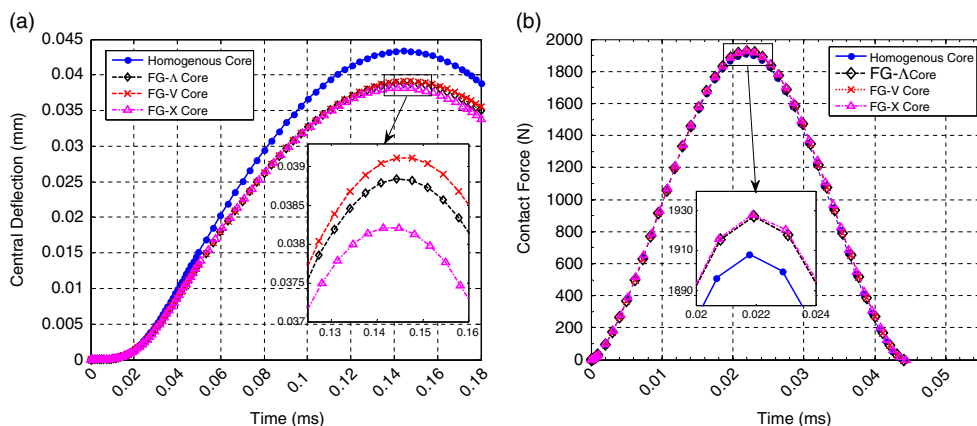 (a)
0.045
0.04
0.035
0.03
0.025
0.02
0.015
0.01
0.005
0
Central Deflection (mm)
Homogenous Core
FG-Λ Core
FG-V Core
FG-X Core
0.039
0.0385
0.038
0.0375
0.037
0.13 0.14 0.15 0.16
0 0.02 0.04 0.06 0.08 0.1 0.12 0.14 0.16 0.18
Time (ms)
(b)
2000
1800
1600
1400
1200
1000
800
600
400
200
0
Contact Force (N)
Homogenous Core
FG-Λ Core
FG-V Core
FG-X Core
1930
1910
1890
0.02 0.022 0.024
0 0.01 0.02 0.03 0.04 0.05
Time (ms)